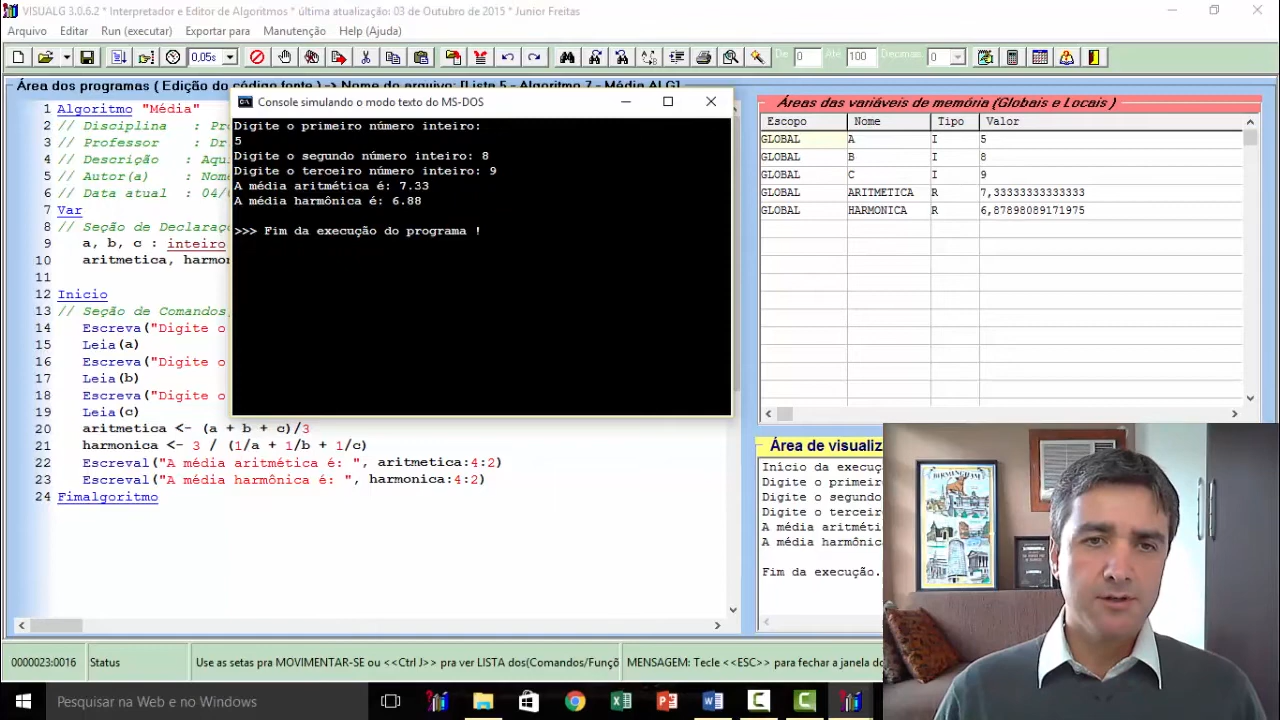 VISUALG 3.0.6.2 * Interpretador e Editor de Algoritmos * última atualização: 03 de Outubro de 2015 * Junior Freitas
Arquivo Editar Run (executar) Exportar para Manutenção Help (Ajuda)
0,05s De 0 Até 100 Decimais 0
Área dos programas ( Edição do código fonte ) -> Nome do arquivo: [Lista 5 - Algoritmo 7 - Média.ALG]
1 Algoritmo "Média"
2 // Disciplina : Pr
3 // Professor : Dr
4 // Descrição : Aqu
5 // Autor(a) : Nom
6 // Data atual : 04/
7 Var
8 // Seção de Declaraç
9 a, b, c : inteiro
10 aritmetica, harmon
11
12 Inicio
13 // Seção de Comandos,
14 Escreva("Digite o
15 Leia(a)
16 Escreva("Digite o
17 Leia(b)
18 Escreva("Digite o
19 Leia(c)
20 aritmetica <- (a + b + c)/3
21 harmonica <- 3 / (1/a + 1/b + 1/c)
22 Escreval("A média aritmética é: ", aritmetica:4:2)
23 Escreval("A média harmônica é: ", harmonica:4:2)
24 Fimalgoritmo
Console simulando o modo texto do MS-DOS
Digite o primeiro número inteiro:
5
Digite o segundo número inteiro: 8
Digite o terceiro número inteiro: 9
A média aritmética é: 7.33
A média harmônica é: 6.88
>>> Fim da execução do programa !
Áreas das variáveis de memória (Globais e Locais )
Escopo Nome Tipo Valor
GLOBAL A I 5
GLOBAL B I 8
GLOBAL C I 9
GLOBAL ARITMETICA R 7,33333333333333
GLOBAL HARMONICA R 6,87898089171975
Área de visualiz
Início da execuç
Digite o primeir
Digite o segundo
Digite o terceir
A média aritméti
A média harmônic
Fim da execução.
BIRMINGHAM
0000023:0016 Status Use as setas pra MOVIMENTAR-SE ou <<Ctrl J>> pra ver LISTA dos(Comandos/Funçõ MENSAGEM: Tecle <<ESC>> para fechar a janela do
Pesquisar na Web e no Windows